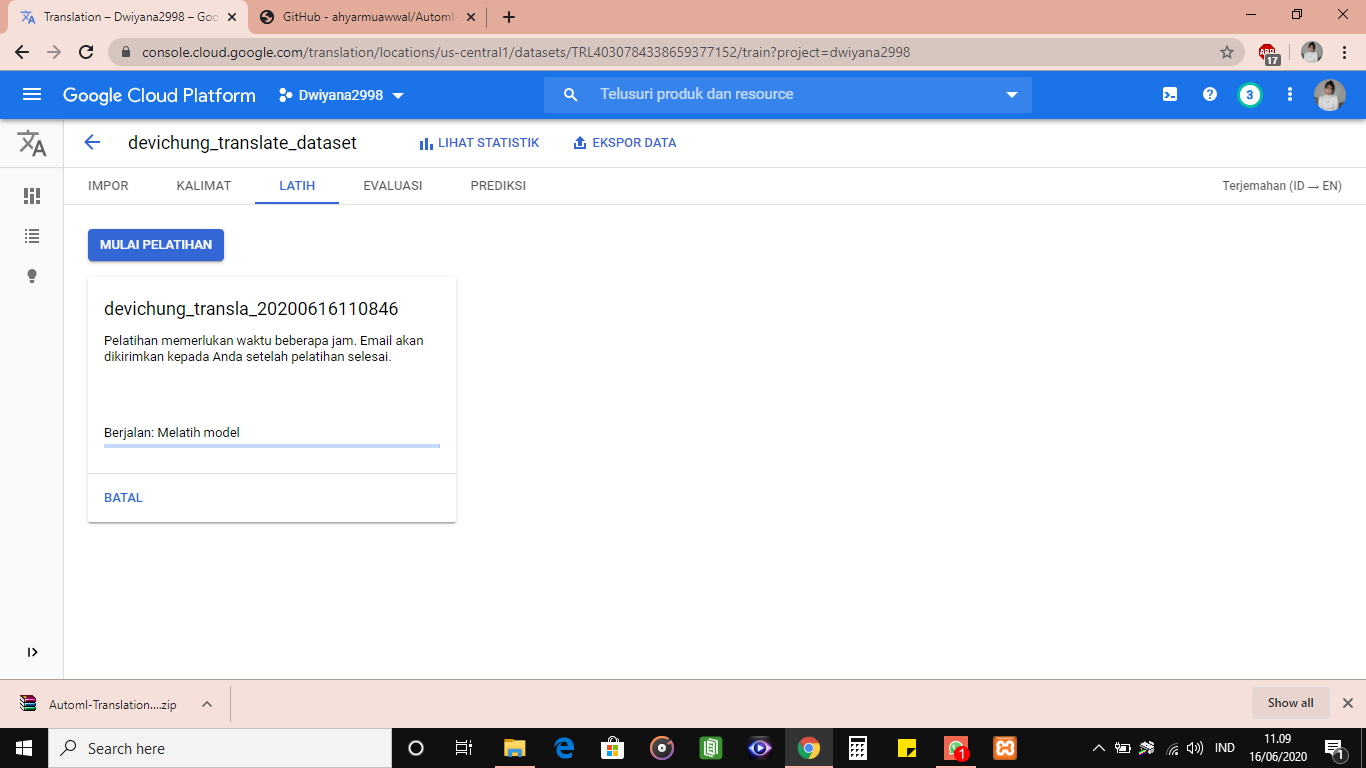 Translation – Dwiyana2998 – Goo
GitHub - ahyarmuawwal/Automl-
console.cloud.google.com/translation/locations/us-central1/datasets/TRL4030784338659377152/train?project=dwiyana2998
ABP
17
Google Cloud Platform
Dwiyana2998
Telusuri produk dan resource
3
devichung_translate_dataset
LIHAT STATISTIK
EKSPOR DATA
IMPOR
KALIMAT
LATIH
EVALUASI
PREDIKSI
Terjemahan (ID → EN)
MULAI PELATIHAN
devichung_transla_20200616110846
Pelatihan memerlukan waktu beberapa jam. Email akan
dikirimkan kepada Anda setelah pelatihan selesai.
Berjalan: Melatih model
BATAL
Automl-Translation....zip
Show all
Search here
1
IND
11.09
16/06/2020
1